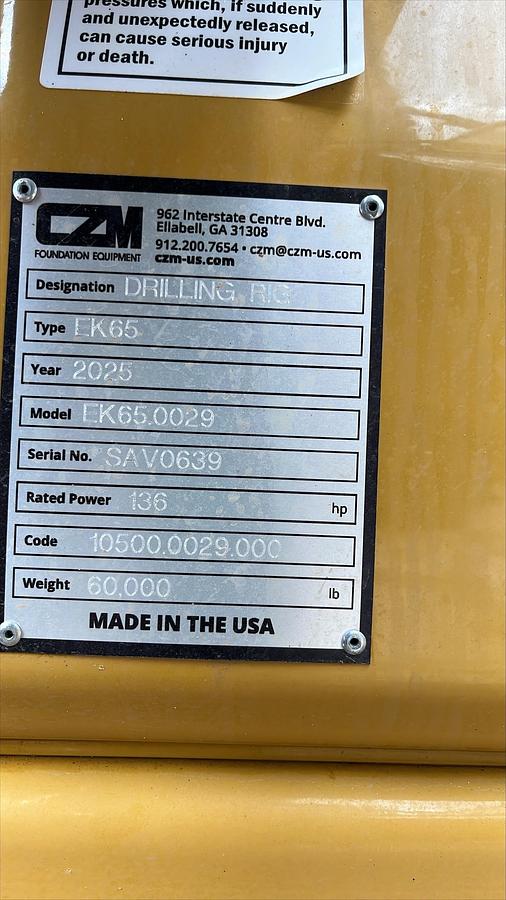 pressures which, if suddenly
and unexpectedly released,
can cause serious injury
or death.
CZM
FOUNDATION EQUIPMENT
962 Interstate Centre Blvd.
Ellabell, GA 31308
912.200.7654 • czm@czm-us.com
czm-us.com
Designation DRILLING RIG
Type EK65
Year 2025
Model EK65.0029
Serial No. SAV0639
Rated Power 136 hp
Code 10500.0029.000
Weight 60,000 lb
MADE IN THE USA